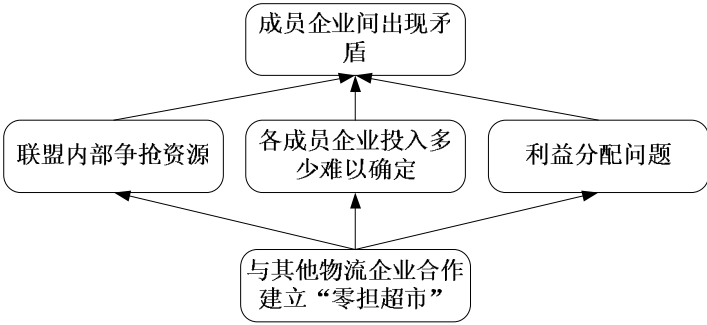 成员企业间出现矛
盾
联盟内部争抢资源
各成员企业投入多
少难以确定
利益分配问题
与其他物流企业合作
建立“零担超市”